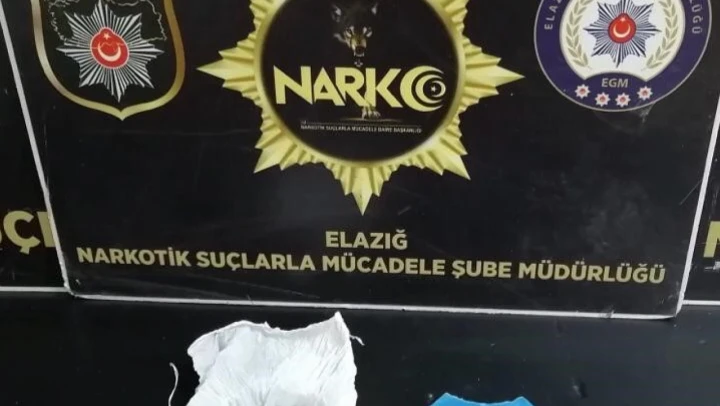 NARKO
NARKOTİK SUÇLARLA MÜCADELE DAİRE BAŞKANLIĞI
EGM
ELAZIĞ
NARKOTİK SUÇLARLA MÜCADELE ŞUBE MÜDÜRLÜĞÜ